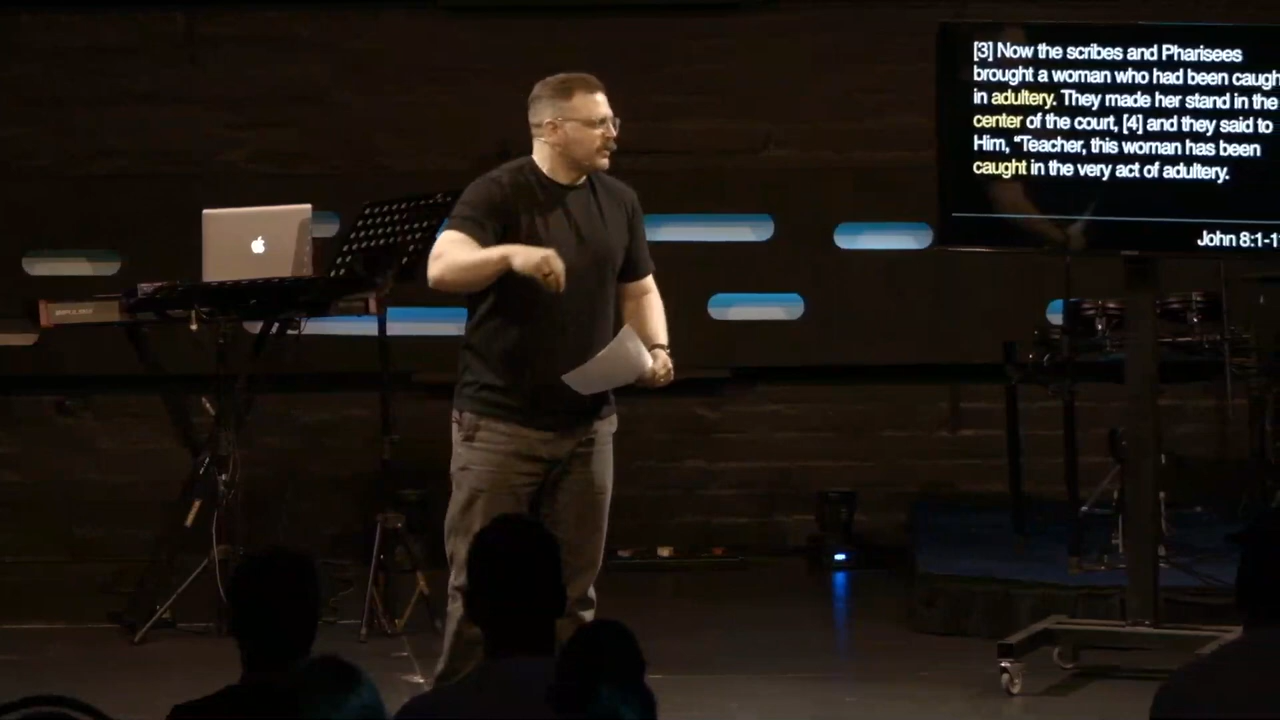 [3] Now the scribes and Pharisees
brought a woman who had been caugh
in adultery. They made her stand in the
center of the court, [4] and they said to
Him, “Teacher, this woman has been
caught in the very act of adultery.
John 8:1-1